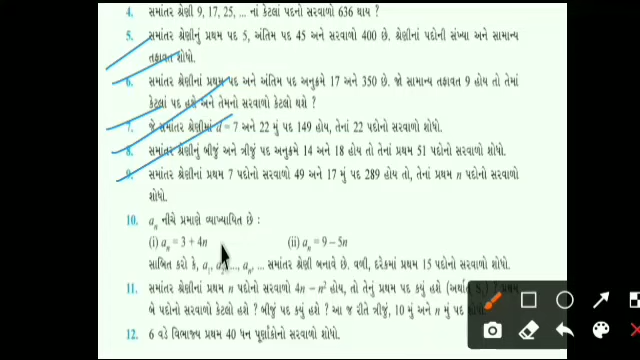 4. સમાંતર શ્રેણી 9, 17, 25, ... નાં કેટલાં પદનો સરવાળો 636 થાય ?
5. સમાંતર શ્રેણીનું પ્રથમ પદ 5, અંતિમ પદ 45 અને સરવાળો 400 છે. શ્રેણીનાં પદોની સંખ્યા અને સામાન્ય
તફાવત શોધો.
6. સમાંતર શ્રેણીનાં પ્રથમ પદ અને અંતિમ પદ અનુક્રમે 17 અને 350 છે. જો સામાન્ય તફાવત 9 હોય તો તેમાં
કેટલાં પદ હશે અને તેમનો સરવાળો કેટલો થશે ?
7. જે સમાંતર શ્રેણીમાં d = 7 અને 22 મું પદ 149 હોય, તેનાં 22 પદોનો સરવાળો શોધો.
8. સમાંતર શ્રેણીનું બીજું અને ત્રીજું પદ અનુક્રમે 14 અને 18 હોય તો તેનાં પ્રથમ 51 પદોનો સરવાળો શોધો.
9. સમાંતર શ્રેણીનાં પ્રથમ 7 પદોનો સરવાળો 49 અને 17 મું પદ 289 હોય તો, તેનાં પ્રથમ n પદોનો સરવાળો
શોધો.
10. aₙ નીચે પ્રમાણે વ્યાખ્યાયિત છે :
(i) aₙ = 3 + 4n (ii) aₙ = 9 – 5n
સાબિત કરો કે, a₁, a₂, ..., aₙ, ... સમાંતર શ્રેણી બનાવે છે. વળી, દરેકમાં પ્રથમ 15 પદોનો સરવાળો શોધો.
11. સમાંતર શ્રેણીનાં પ્રથમ n પદોનો સરવાળો 4n – n² હોય, તો તેનું પ્રથમ પદ કયું હશે (અર્થાત્ પ્રથમ
બે પદોનો સરવાળો કેટલો હશે ? બીજું પદ કયું હશે ? આ જ રીતે ત્રીજું, 10 મું અને n મું પદ
12. 6 વડે વિભાજ્ય પ્રથમ 40 ધન પૂર્ણાંકોનો સરવાળો શોધો.